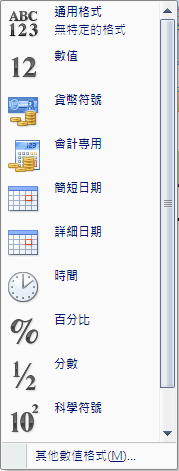 ABC
123
通用格式
無特定的格式
12
數值
貨幣符號
123
會計專用
簡短日期
詳細日期
時間
%
百分比
½
分數
10²
科學符號
其他數值格式(M)...